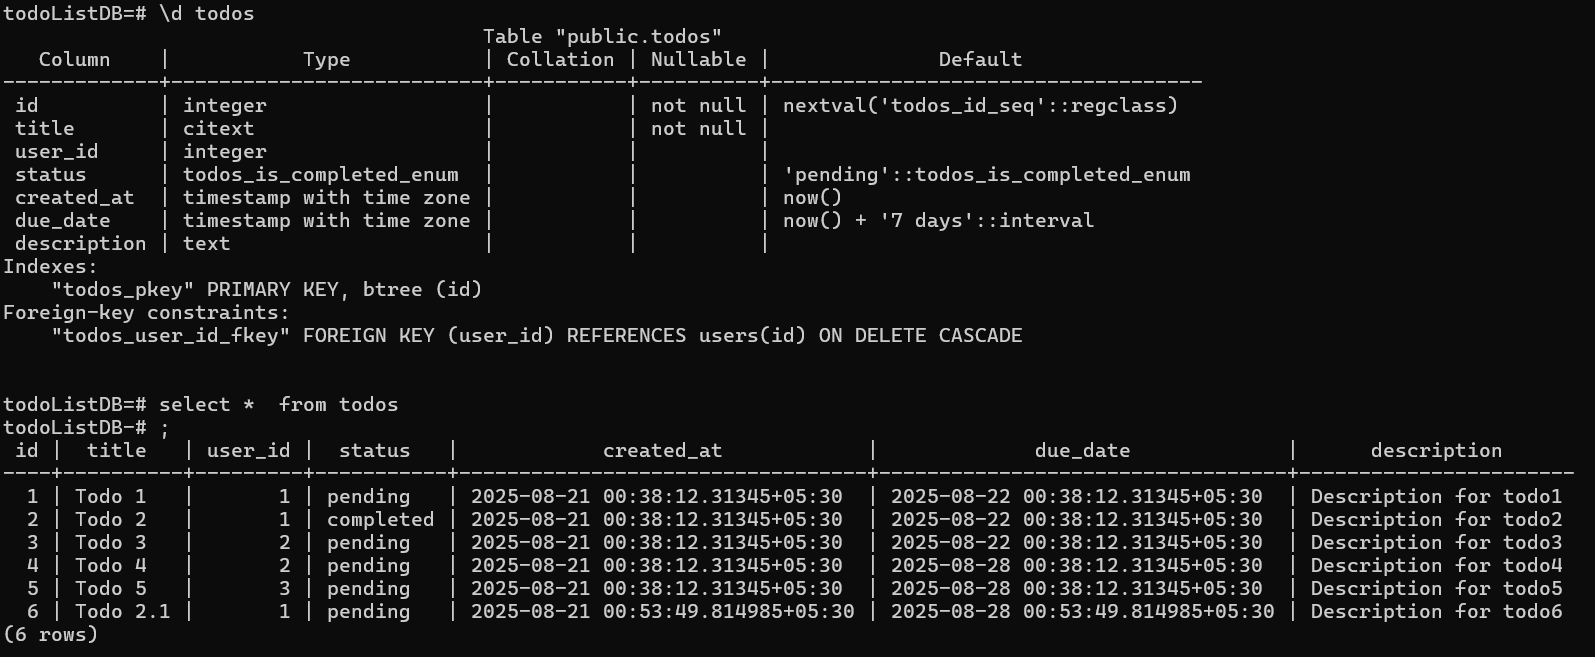 todoListDB=# \d todos
                                        Table "public.todos"
   Column    |           Type           | Collation | Nullable |              Default
-------------+--------------------------+-----------+----------+-----------------------------------
 id          | integer                  |           | not null | nextval('todos_id_seq'::regclass)
 title       | citext                   |           | not null |
 user_id     | integer                  |           |          |
 status      | todos_is_completed_enum  |           |          | 'pending'::todos_is_completed_enum
 created_at  | timestamp with time zone |           |          | now()
 due_date    | timestamp with time zone |           |          | now() + '7 days'::interval
 description | text                     |           |          |
Indexes:
    "todos_pkey" PRIMARY KEY, btree (id)
Foreign-key constraints:
    "todos_user_id_fkey" FOREIGN KEY (user_id) REFERENCES users(id) ON DELETE CASCADE
todoListDB=# select *  from todos
todoListDB-# ;
 id |  title   | user_id |  status   |            created_at            |             due_date             |      description
----+----------+---------+-----------+----------------------------------+----------------------------------+-----------------------
  1 | Todo 1   |       1 | pending   | 2025-08-21 00:38:12.31345+05:30  | 2025-08-22 00:38:12.31345+05:30  | Description for todo1
  2 | Todo 2   |       1 | completed | 2025-08-21 00:38:12.31345+05:30  | 2025-08-22 00:38:12.31345+05:30  | Description for todo2
  3 | Todo 3   |       2 | pending   | 2025-08-21 00:38:12.31345+05:30  | 2025-08-22 00:38:12.31345+05:30  | Description for todo3
  4 | Todo 4   |       2 | pending   | 2025-08-21 00:38:12.31345+05:30  | 2025-08-28 00:38:12.31345+05:30  | Description for todo4
  5 | Todo 5   |       3 | pending   | 2025-08-21 00:38:12.31345+05:30  | 2025-08-28 00:38:12.31345+05:30  | Description for todo5
  6 | Todo 2.1 |       1 | pending   | 2025-08-21 00:53:49.814985+05:30 | 2025-08-28 00:53:49.814985+05:30 | Description for todo6
(6 rows)